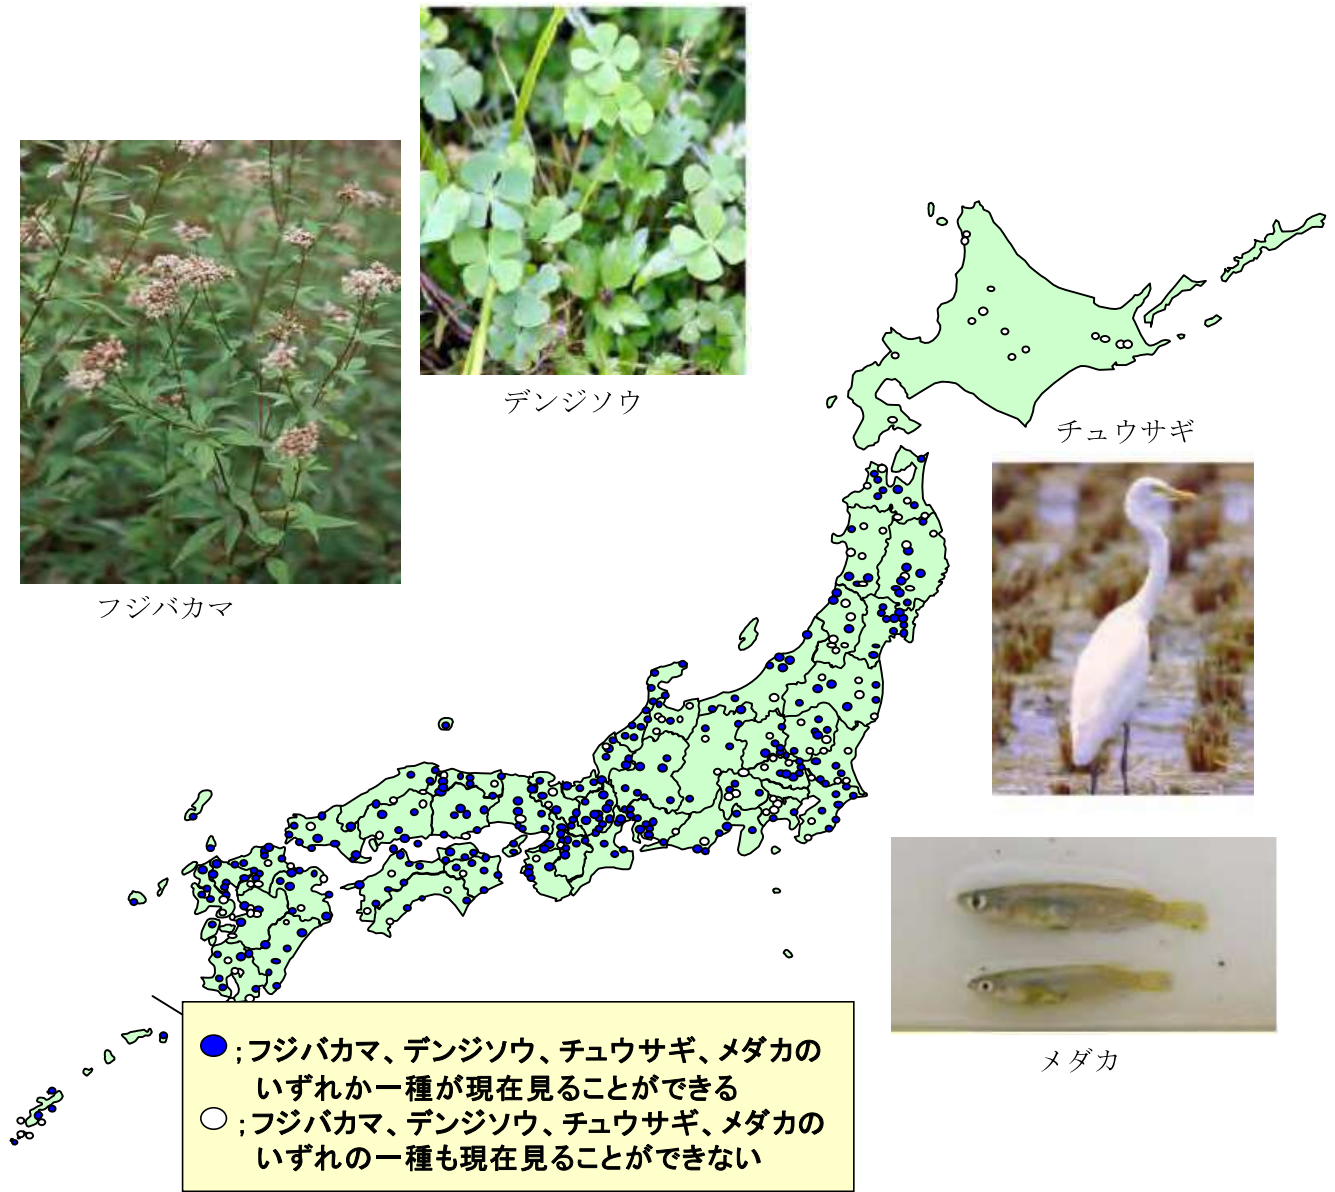 デンジソウ
チュウサギ
フジバカマ
メダカ
；フジバカマ、デンジソウ、チュウサギ、メダカの
いずれか一種が現在見ることができる
；フジバカマ、デンジソウ、チュウサギ、メダカの
いずれの一種も現在見ることができない